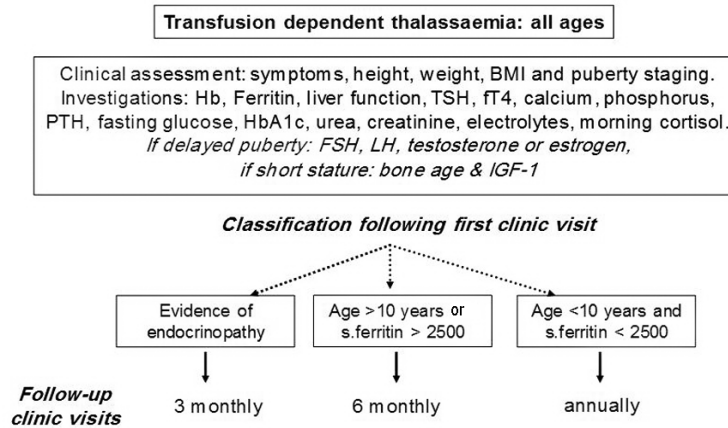 Transfusion dependent thalassaemia: all ages
Clinical assessment: symptoms, height, weight, BMI and puberty staging.
Investigations: Hb, Ferritin, liver function, TSH, fT4, calcium, phosphorus,
PTH, fasting glucose, HbA1c, urea, creatinine, electrolytes, morning cortisol.
If delayed puberty: FSH, LH, testosterone or estrogen,
if short stature: bone age & IGF-1
Classification following first clinic visit
Evidence of
endocrinopathy
Age >10 years or
s.ferritin > 2500
Age <10 years and
s.ferritin < 2500
Follow-up
clinic visits
3 monthly
6 monthly
annually